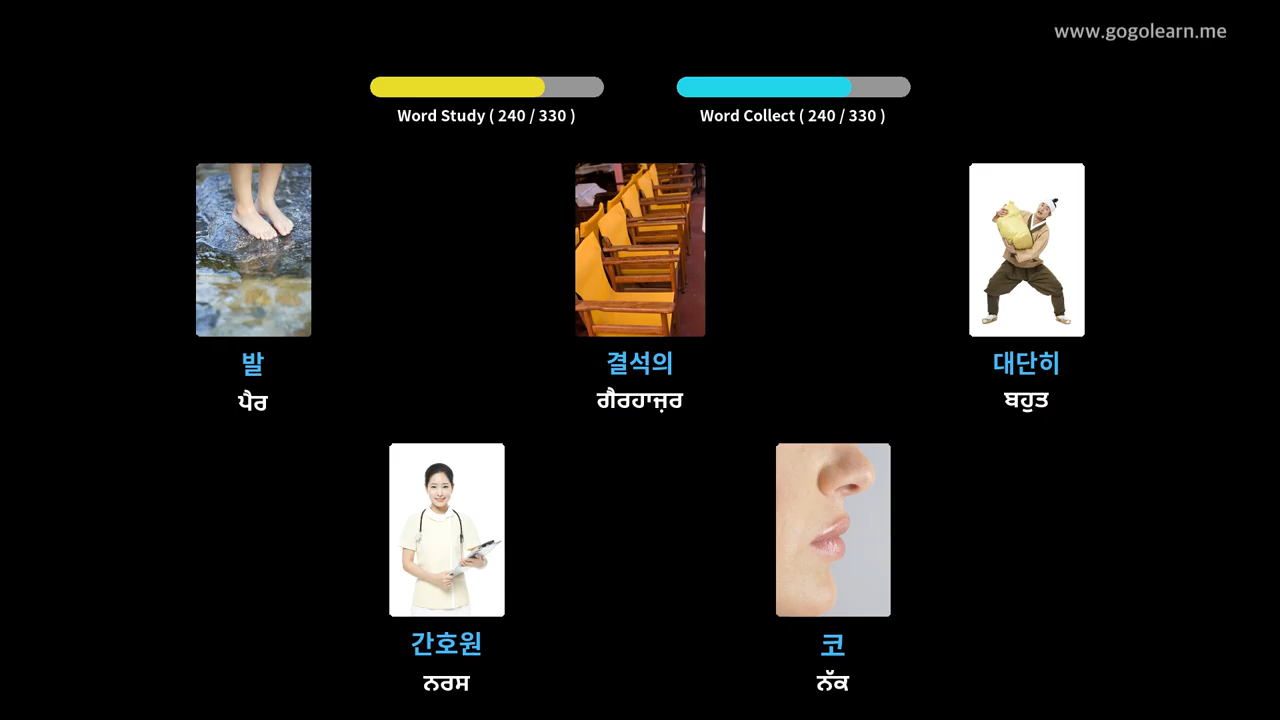 www.gogolearn.me
Word Study ( 240 / 330 )
Word Collect ( 240 / 330 )
발
ਪੈਰ
결석의
ਗੈਰਹਾਜ਼ਰ
대단히
ਬਹੁਤ
간호원
ਨਰਸ
코
ਨੱਕ